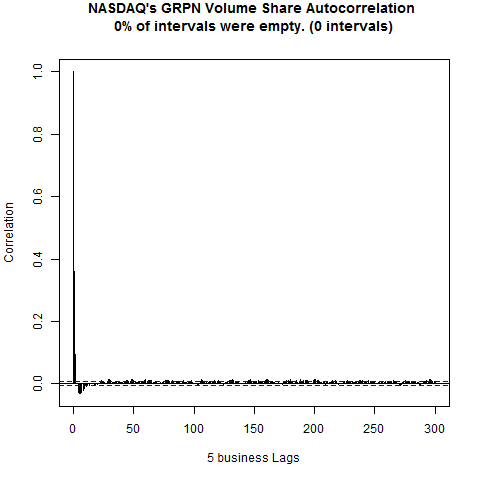 NASDAQ's GRPN Volume Share Autocorrelation
0% of intervals were empty. (0 intervals)
1.0
0.8
0.6
0.4
0.2
0.0
Correlation
0 50 100 150 200 250 300
5 business Lags